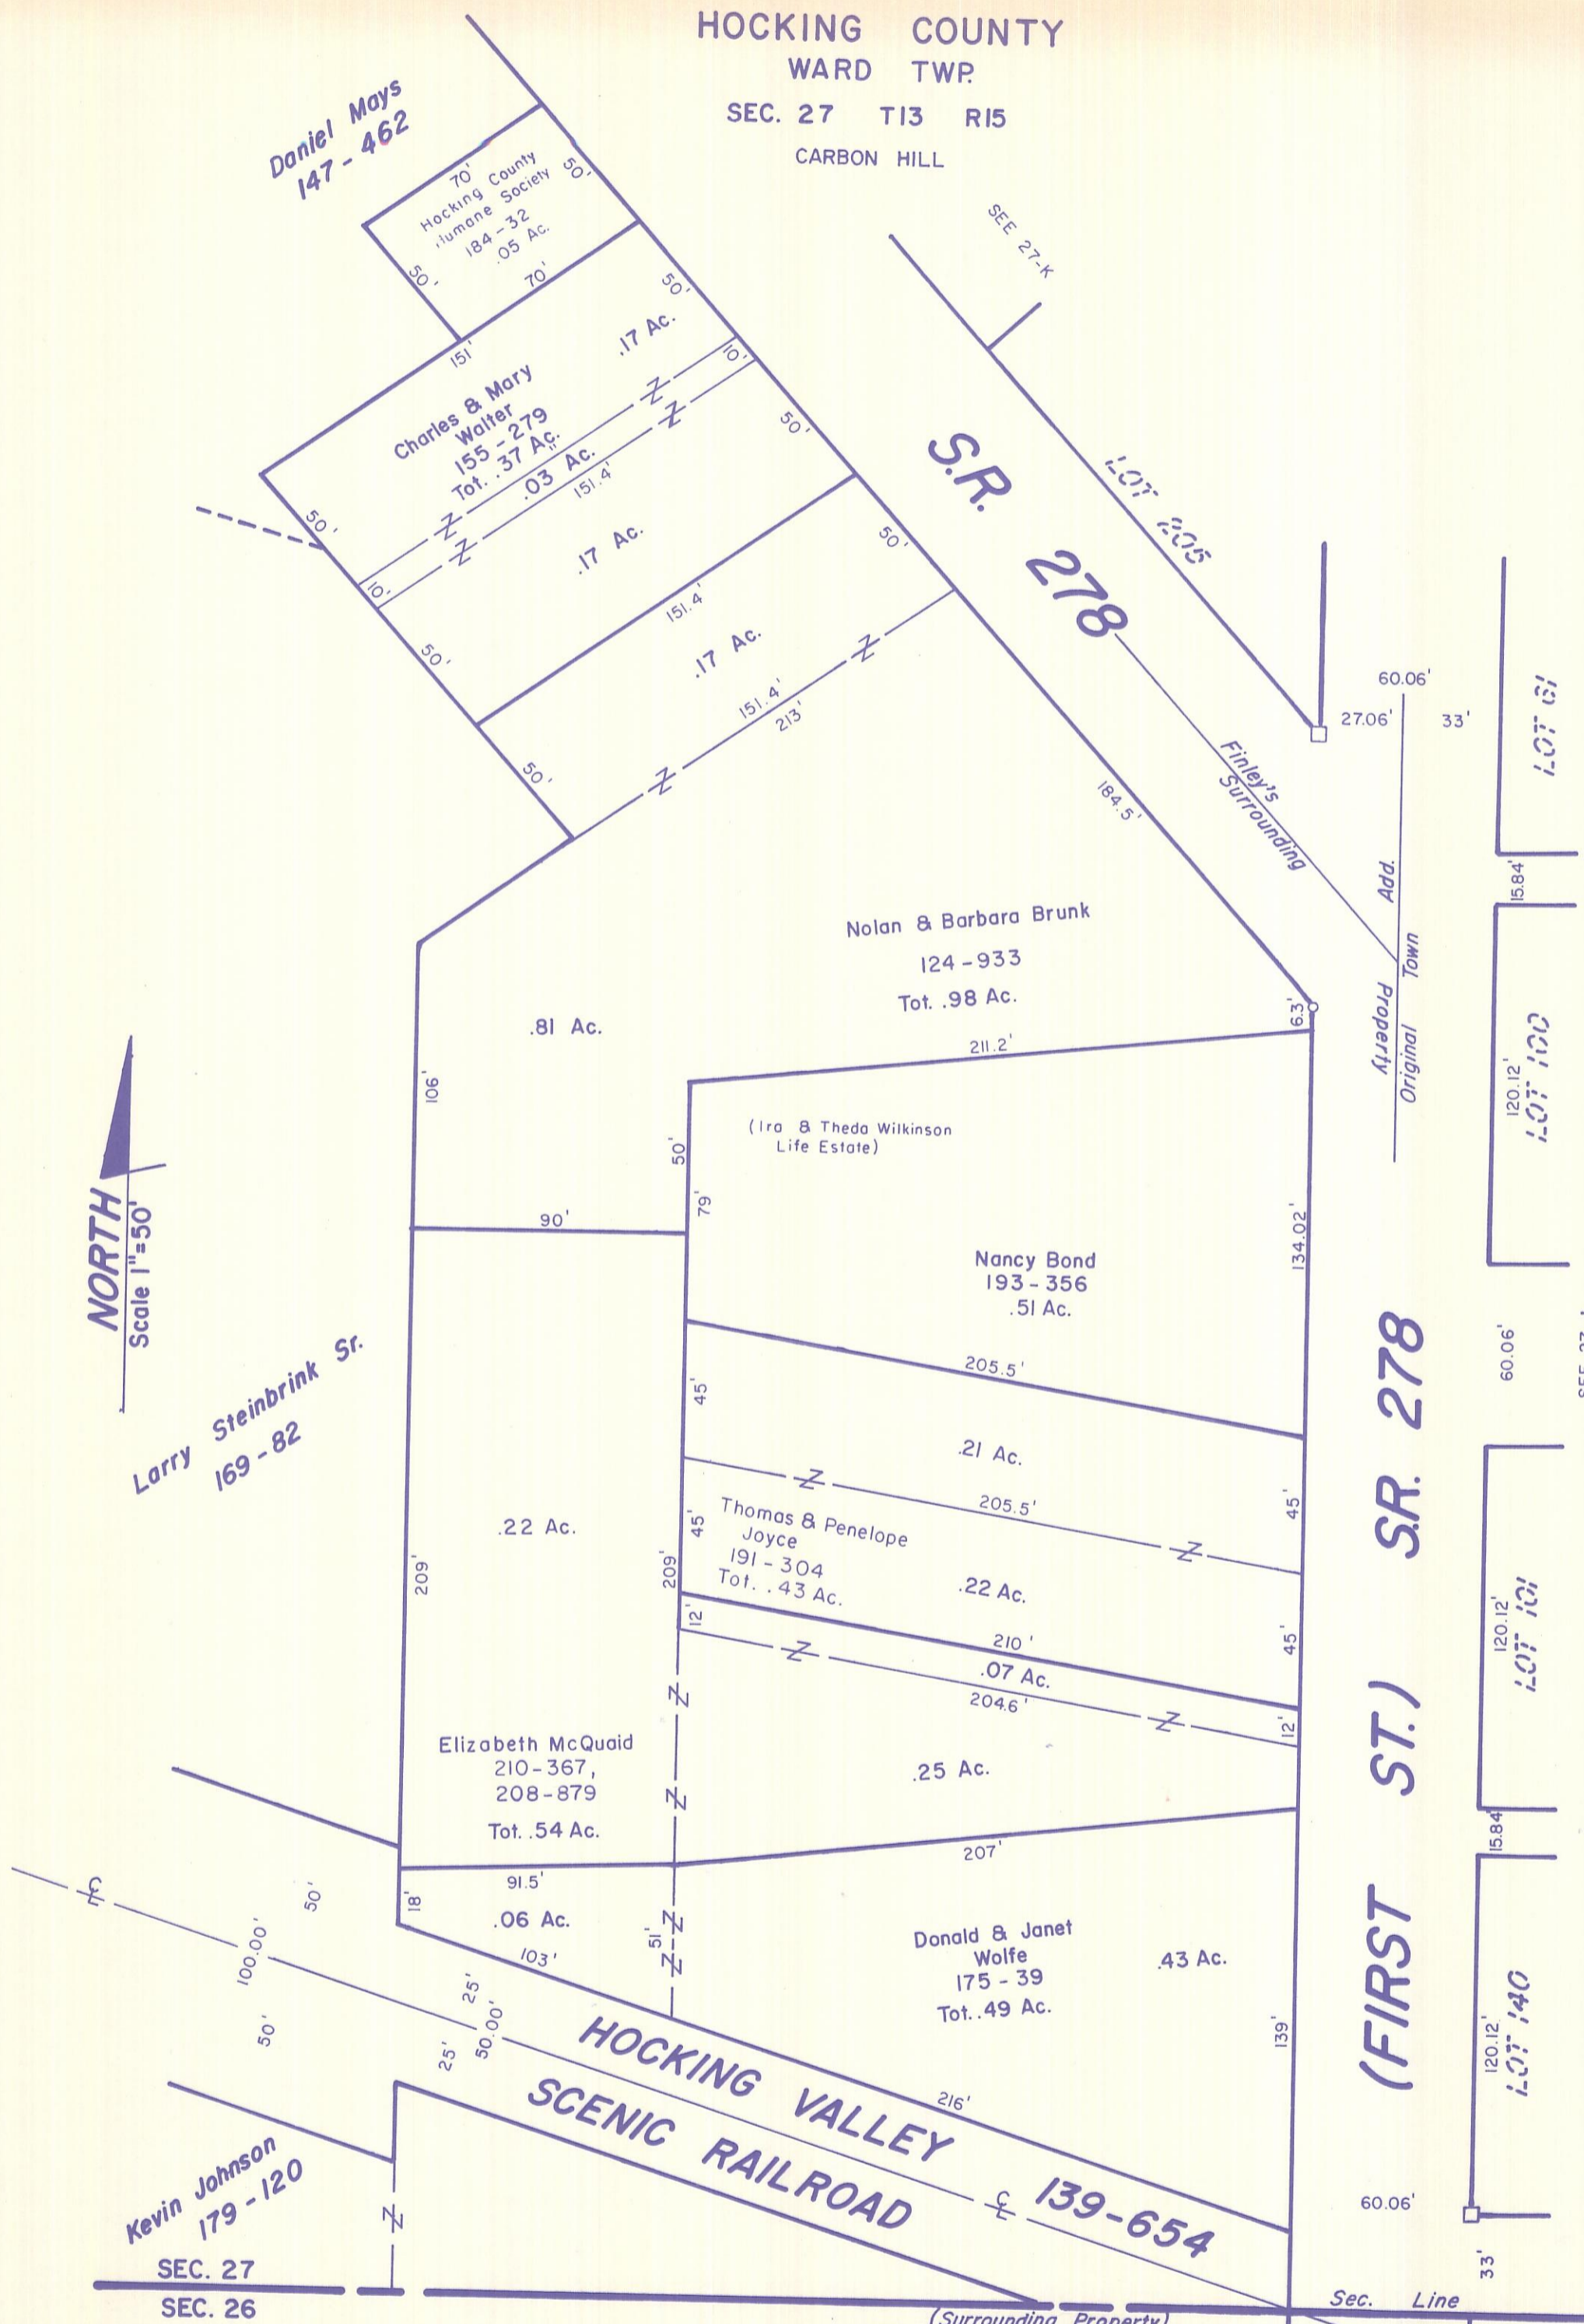 HOCKING COUNTY
WARD TWP.
SEC. 27 T13 R15
CARBON HILL
Daniel Mays
147-462
70'
50'
Hocking County
Humane Society
184-32
.05 Ac.
50'
70'
SEE 27-K
50'
.17 Ac.
151'
10'
Charles & Mary
Walter
155-279
Tot. .37 Ac.
.03 Ac.
151.4'
50'
50'
10'
.17 Ac.
S.R. 278
LOT 205
50'
151.4'
.17 Ac.
50'
151.4'
213'
50'
184.5'
60.06'
27.06'
33'
LOT 61
Finley's
Surrounding
Add.
Property
Original Town
15.84'
Nolan & Barbara Brunk
124-933
Tot. .98 Ac.
6.3'
.81 Ac.
211.2'
106'
(Ira & Theda Wilkinson
Life Estate)
50'
79'
120.12'
LOT 100
NORTH
Scale 1"=50'
90'
134.02'
Nancy Bond
193-356
.51 Ac.
205.5'
60.06'
Larry Steinbrink Sr.
169-82
45'
.21 Ac.
205.5'
45'
S.R. 278
.22 Ac.
209'
45'
209'
Thomas & Penelope
Joyce
191-304
Tot. .43 Ac.
.22 Ac.
12'
210'
45'
120.12'
LOT 101
.07 Ac.
204.6'
12'
Elizabeth McQuaid
210-367,
208-879
Tot. .54 Ac.
.25 Ac.
(FIRST ST.)
207'
15.84'
91.5'
18'
.06 Ac.
103'
51'
50'
100.00'
50'
25'
50.00'
25'
Donald & Janet
Wolfe
175-39
Tot. .49 Ac.
.43 Ac.
139'
120.12'
LOT 140
216'
HOCKING VALLEY
SCENIC RAILROAD
139-654
60.06'
33'
Kevin Johnson
179-120
SEC. 27
SEC. 26
Sec. Line
(Surrounding Property)